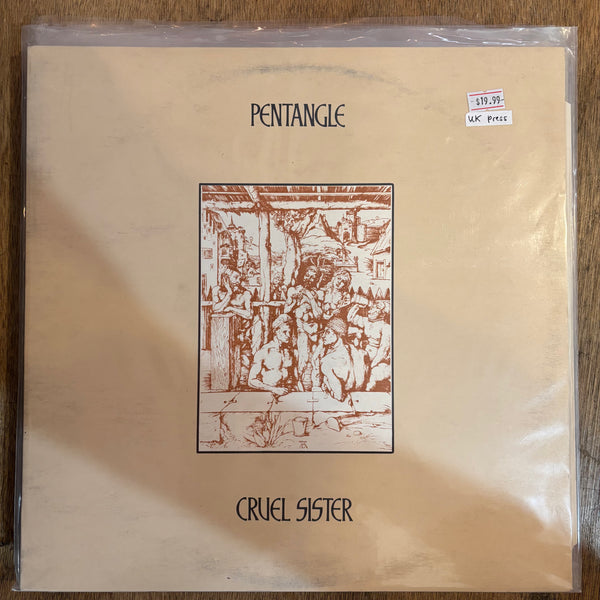 PENTANGLE
$19.99
UK press
CRUEL SISTER